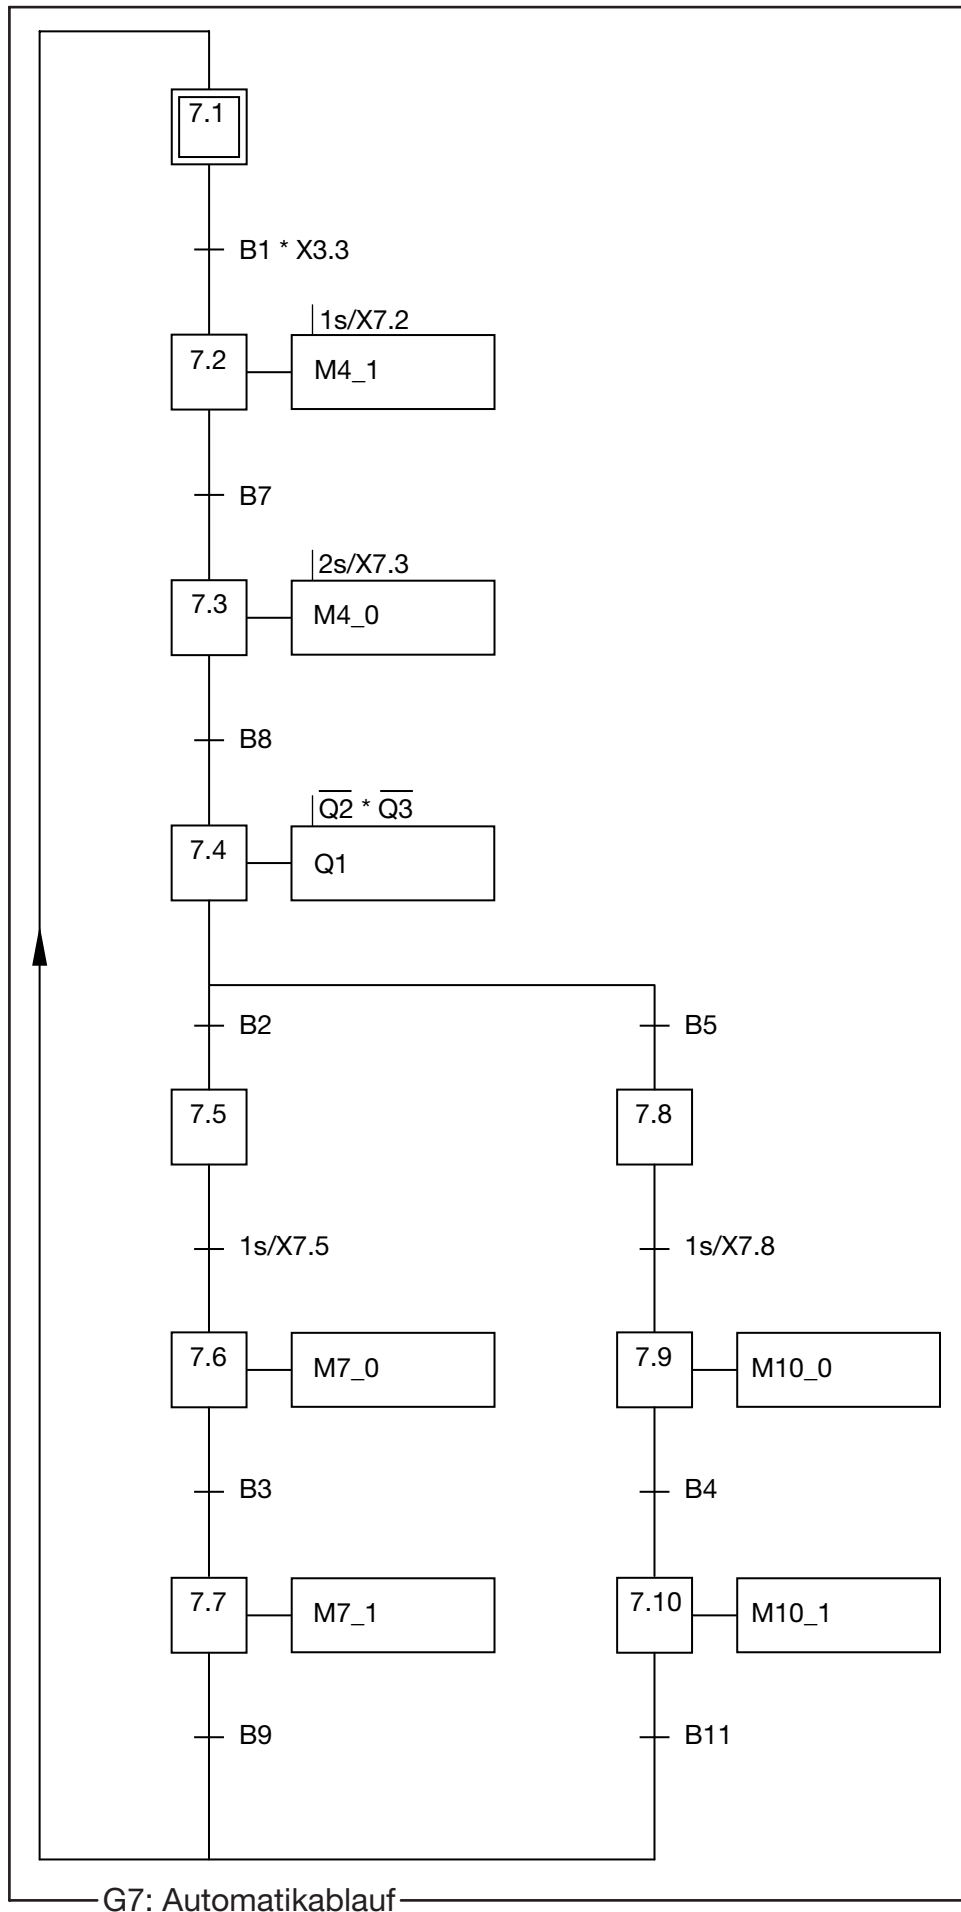 7.1
B1 * X3.3
1s/X7.2
7.2
M4_1
B7
2s/X7.3
7.3
M4_0
B8
Q2 * Q3
7.4
Q1
B2
B5
7.5
7.8
1s/X7.5
1s/X7.8
7.6
M7_0
7.9
M10_0
B3
B4
7.7
M7_1
7.10
M10_1
B9
B11
G7: Automatikablauf